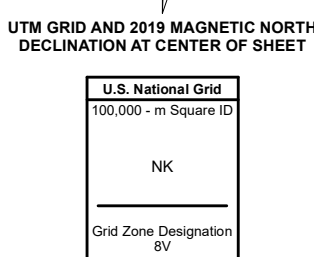 UTM GRID AND 2019 MAGNETIC NORTH
DECLINATION AT CENTER OF SHEET
U.S. National Grid
100,000 - m Square ID
NK
Grid Zone Designation
8V